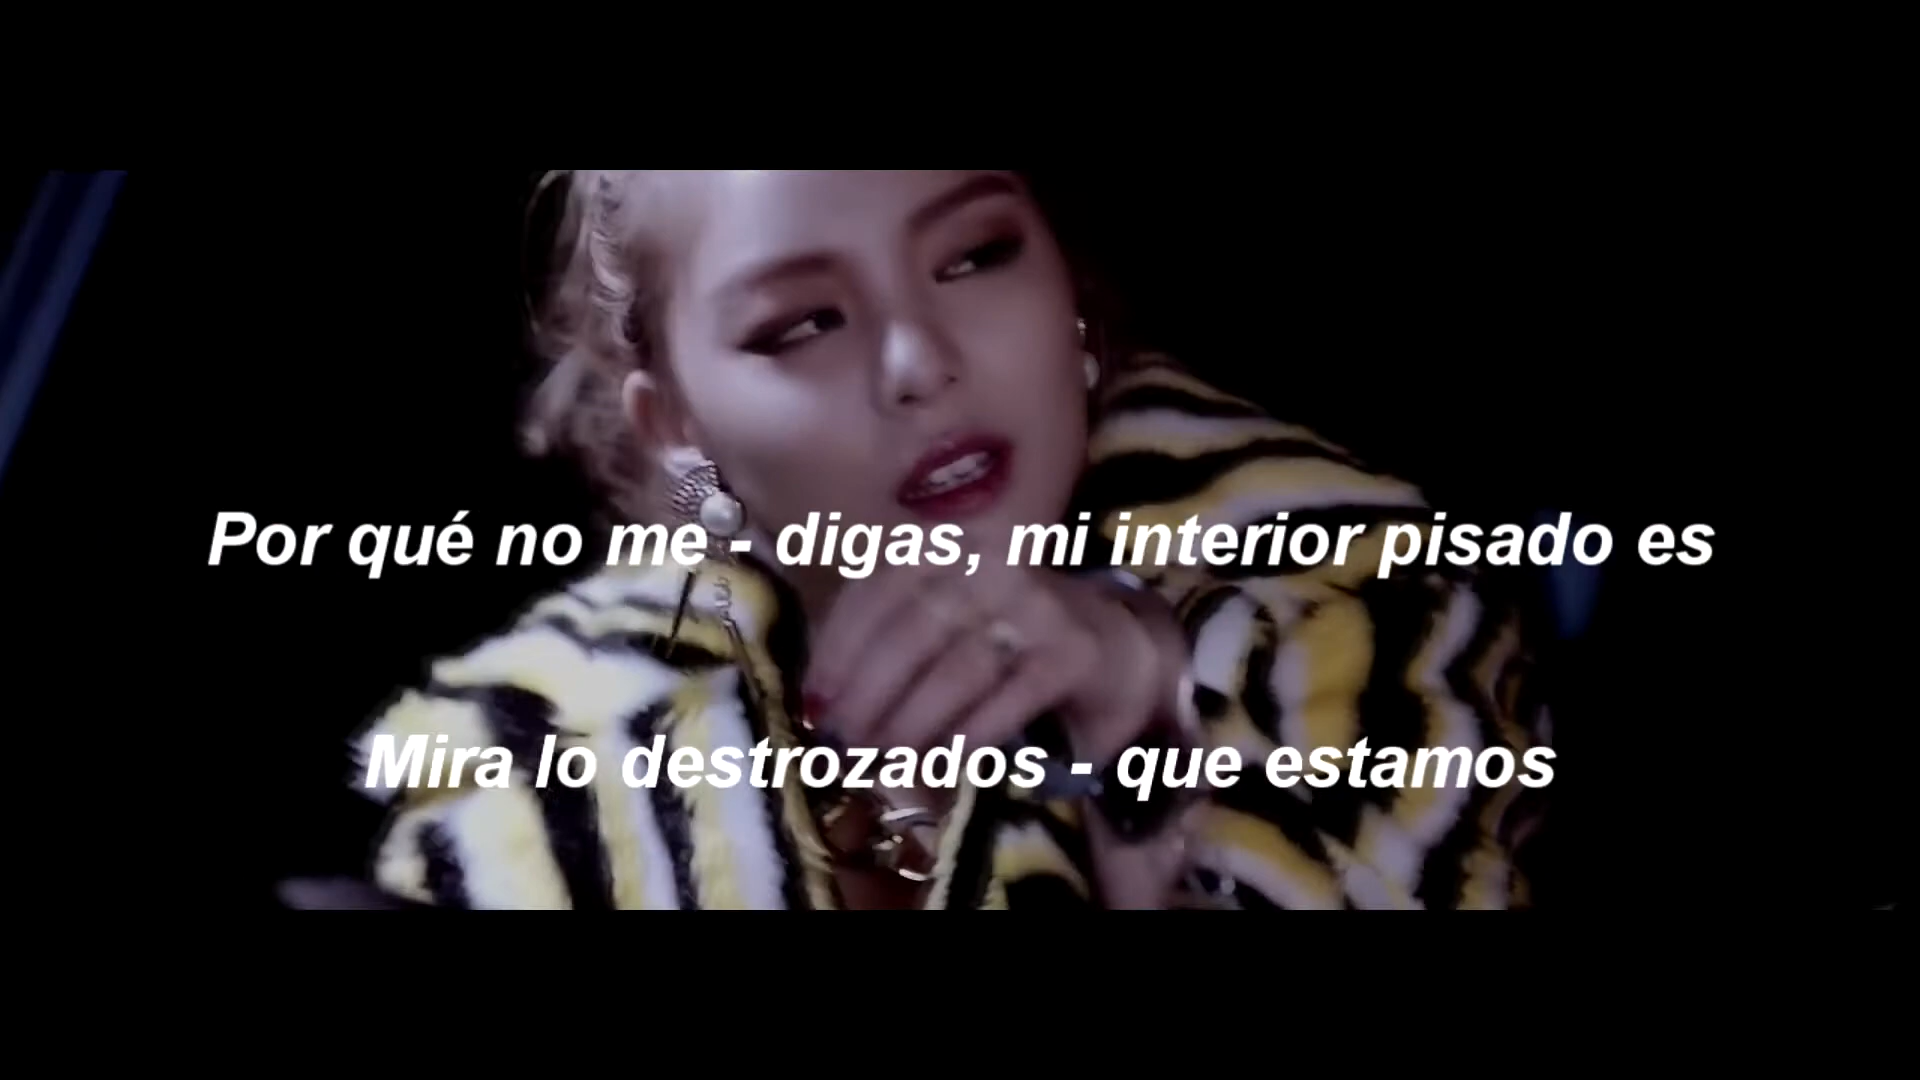 Por qué no me - digas, mi interior pisado es
Mira lo destrozados - que estamos